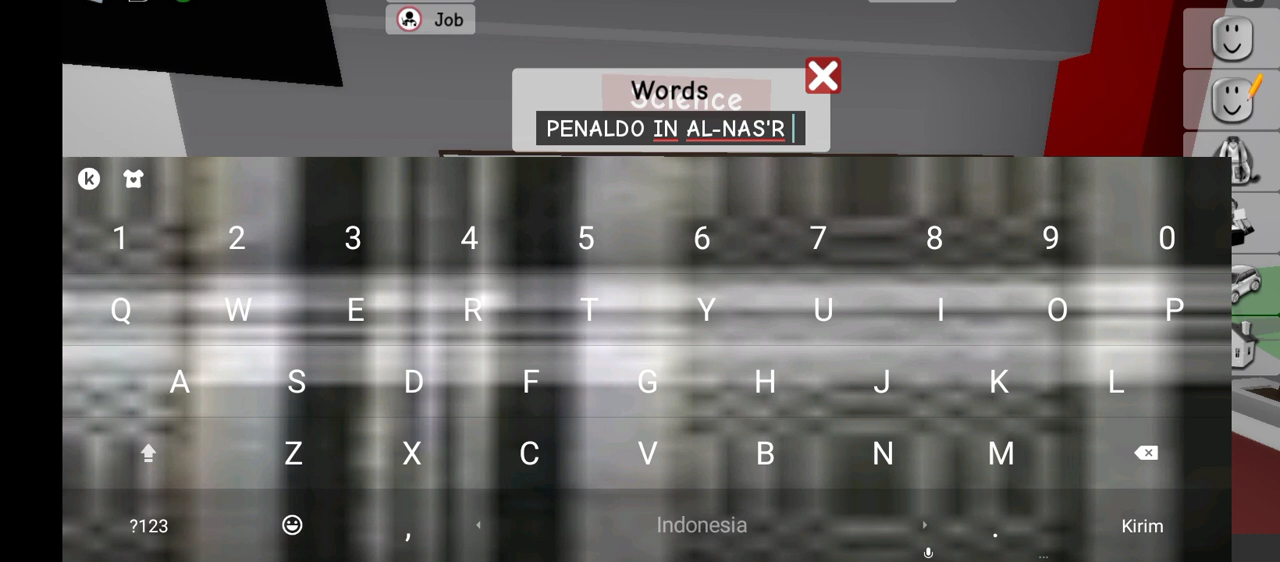 Job
Words
Science
PENALDO IN AL-NAS'R
k
1 2 3 4 5 6 7 8 9 0
Q W E R T Y U I O P
A S D F G H J K L
Z X C V B N M
?123 , Indonesia . Kirim
...